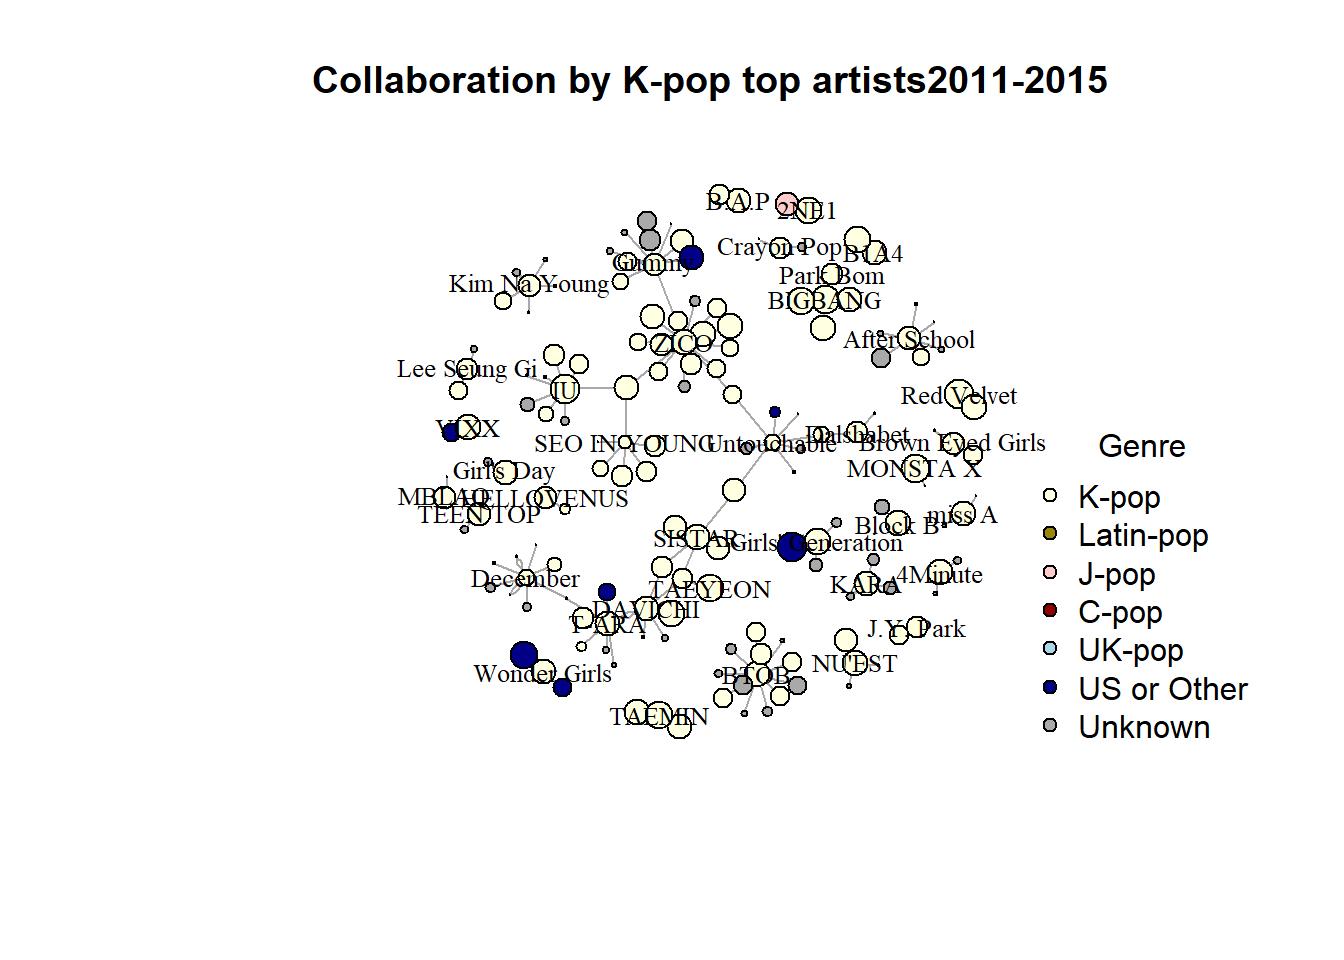 Collaboration by K-pop top artists2011-2015
B.A.P
2NE1
Crayon Pop
B1A4
Gummy
Park Bom
Kim Na Young
BIGBANG
After School
ZICO
Lee Seung Gi
IU
Red Velvet
VIXX
SEO IN YOUNG
Untouchable
Dalshabet
Brown Eyed Girls
Girl's Day
MONSTA X
MBLAQ
HELLOVENUS
TEEN TOP
miss A
Block B
SISTAR
Girls' Generation
December
TAEYEON
KARA
4Minute
DAVICHI
T-ARA
J.Y. Park
NU'EST
Wonder Girls
BTOB
TAEMIN
Genre
K-pop
Latin-pop
J-pop
C-pop
UK-pop
US or Other
Unknown